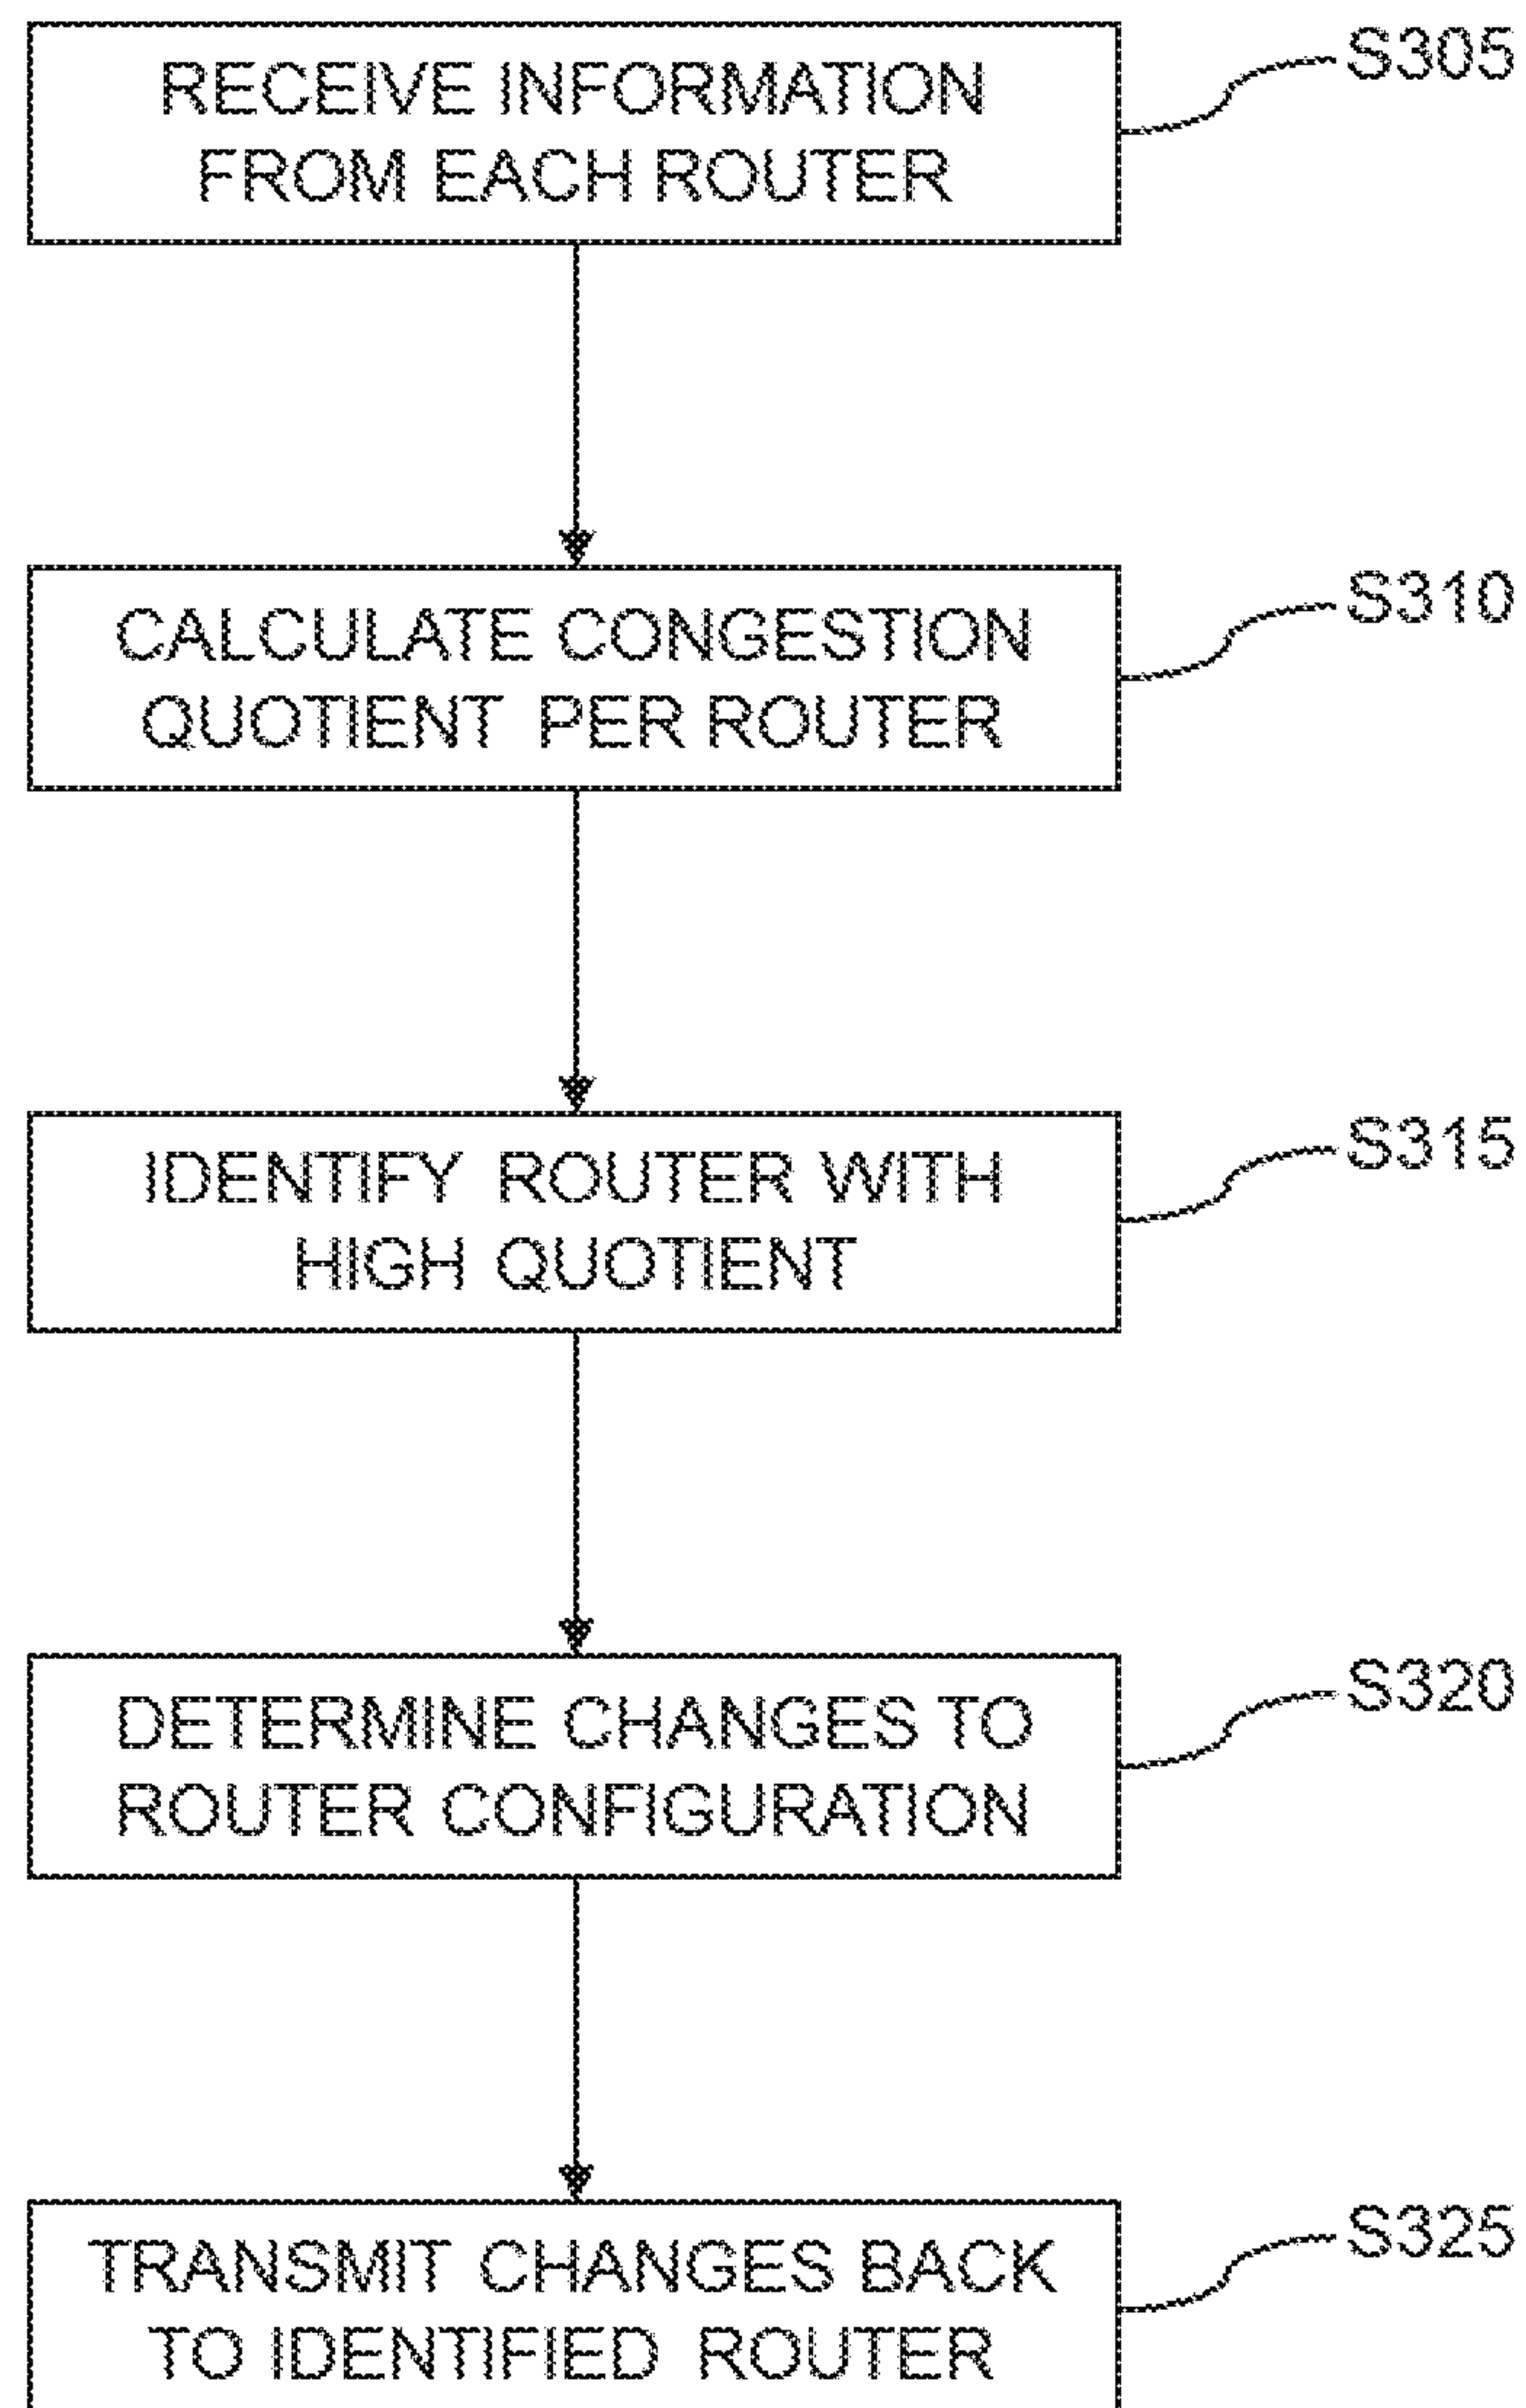 RECEIVE INFORMATION
FROM EACH ROUTER
S305
CALCULATE CONGESTION
QUOTIENT PER ROUTER
S310
IDENTIFY ROUTER WITH
HIGH QUOTIENT
S315
DETERMINE CHANGES TO
ROUTER CONFIGURATION
S320
TRANSMIT CHANGES BACK
TO IDENTIFIED ROUTER
S325